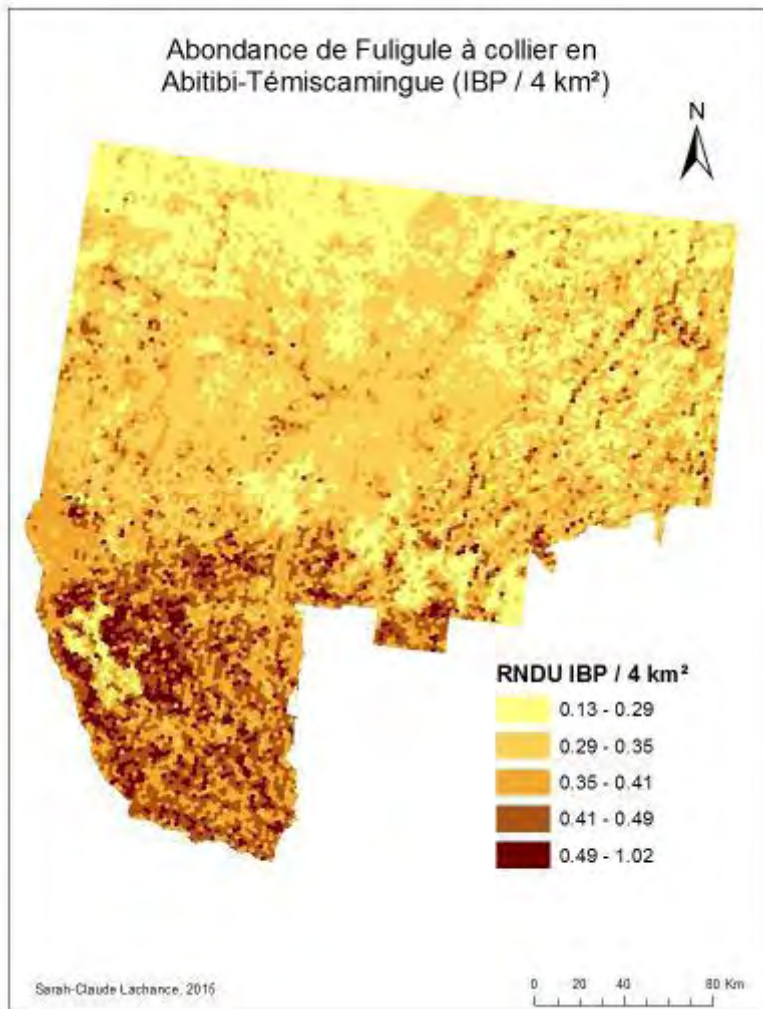 Abondance de Fuligule à collier en
Abitibi-Témiscamingue (IBP / 4 km²)
N
RNDU IBP / 4 km²
0.13 - 0.29
0.29 - 0.35
0.35 - 0.41
0.41 - 0.49
0.49 - 1.02
Sarah-Claude Lachance, 2015
0 20 40 80 Km